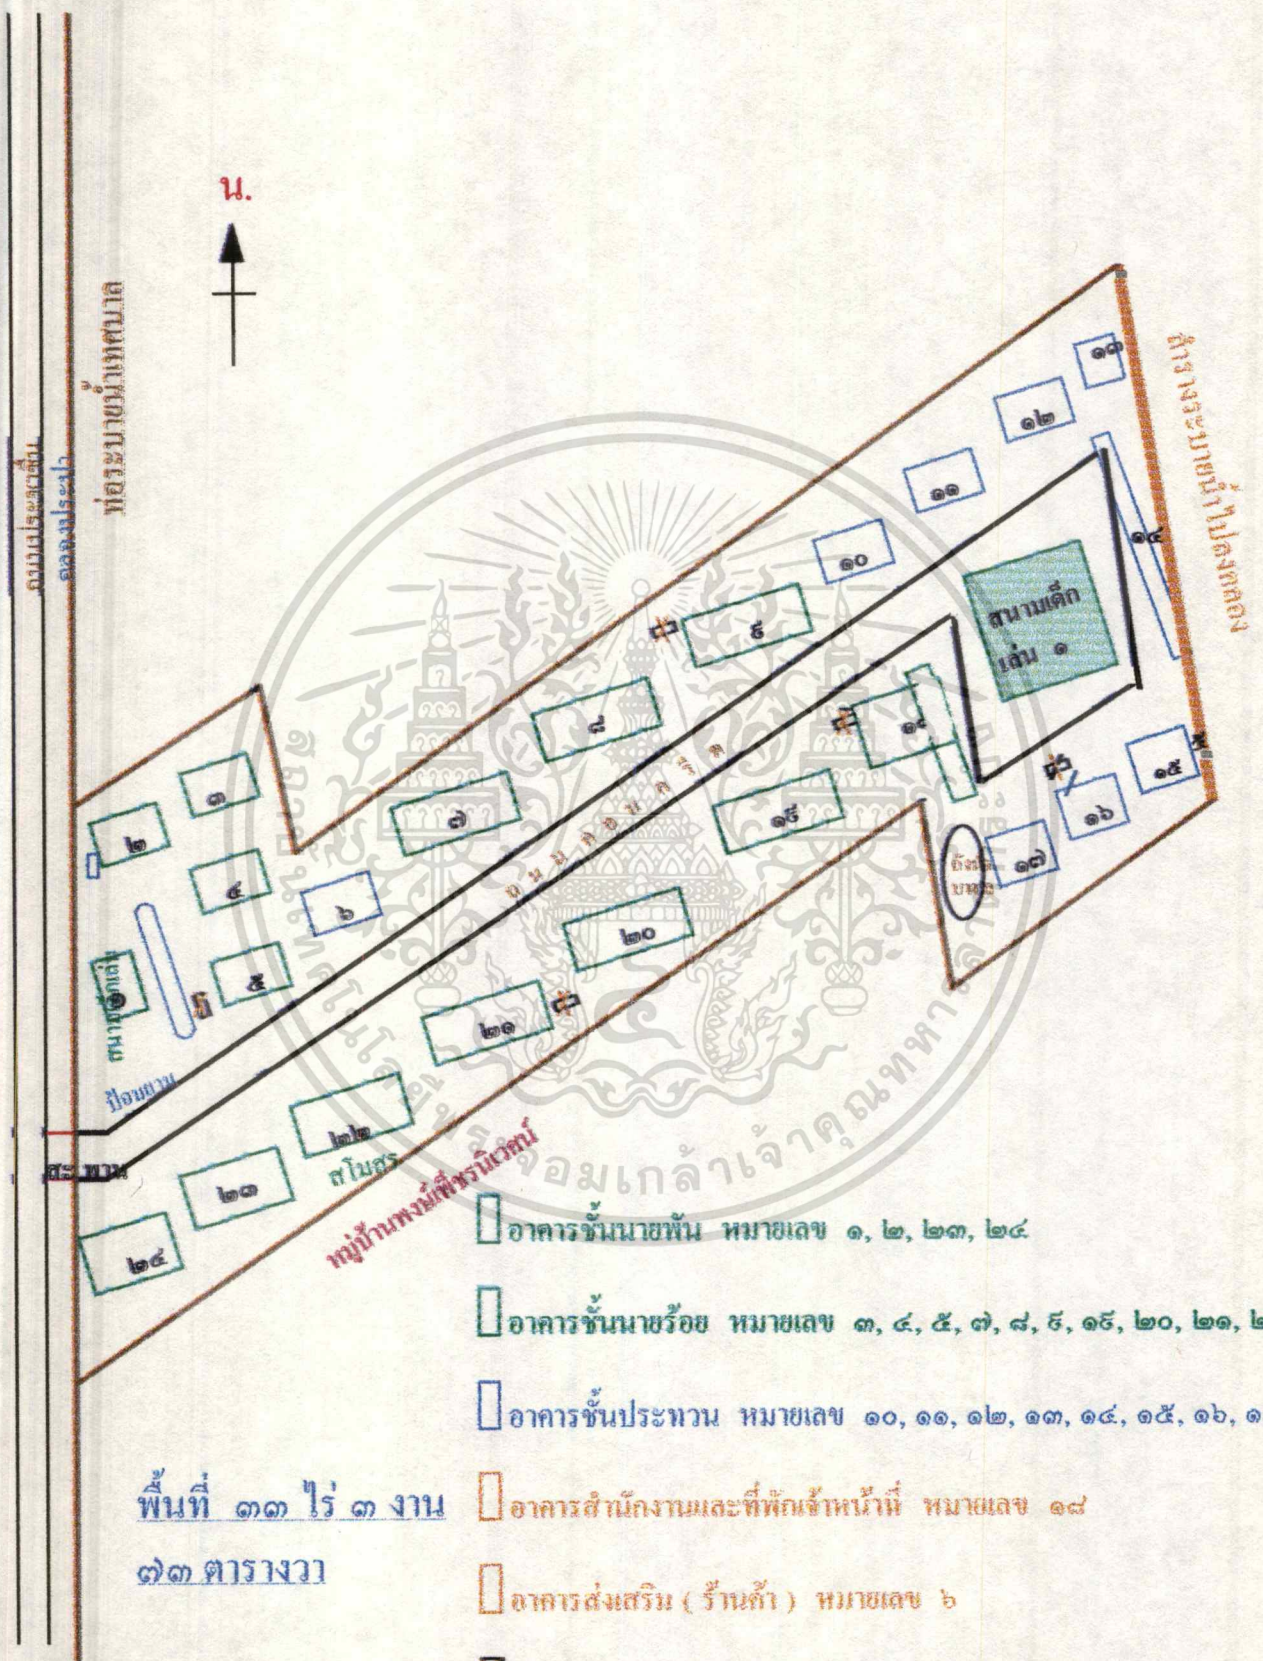 น.
ท่อระบายน้ำเทศบาล
ถนนประชาชื่น
คลองประปา
ลำรางระบายน้ำไปลงคลอง
๑๓
๑๒
๑๑
๑๐
๑๔
สนามเด็ก
เล่น ๑
๙
๘
๗
๓
๒
๔
๖
๕
๑
สนามเด็กเล่น
ป้อมยาม
สะพาน
ถนนคอนกรีต
๑๘
๑๙
๑๕
๑๖
๑๗
๒๐
๒๑
๒๒
สโมสร
๒๓
๒๔
หมู่บ้านพงษ์เพ็ชรนิเวศน์
อาคารชั้นนายพัน หมายเลข ๑, ๒, ๒๓, ๒๔
อาคารชั้นนายร้อย หมายเลข ๓, ๔, ๕, ๗, ๘, ๙, ๑๙, ๒๐, ๒๑,
อาคารชั้นประทวน หมายเลข ๑๐, ๑๑, ๑๒, ๑๓, ๑๔, ๑๕, ๑๖,
อาคารสำนักงานและที่พักเจ้าหน้าที่ หมายเลข ๑๘
อาคารส่งเสริม ( ร้านค้า ) หมายเลข ๖
พื้นที่ ๓๓ ไร่ ๓ งาน
๗๓ ตารางวา